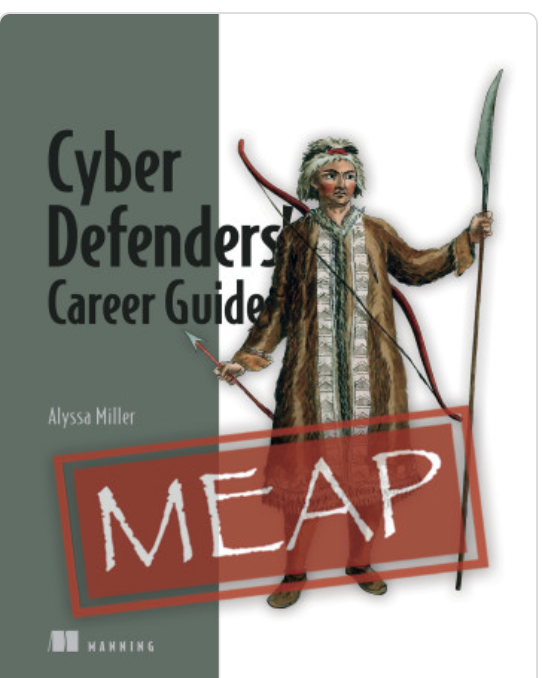 Cyber
Defenders'
Career Guide
Alyssa Miller
MEAP
MANNING